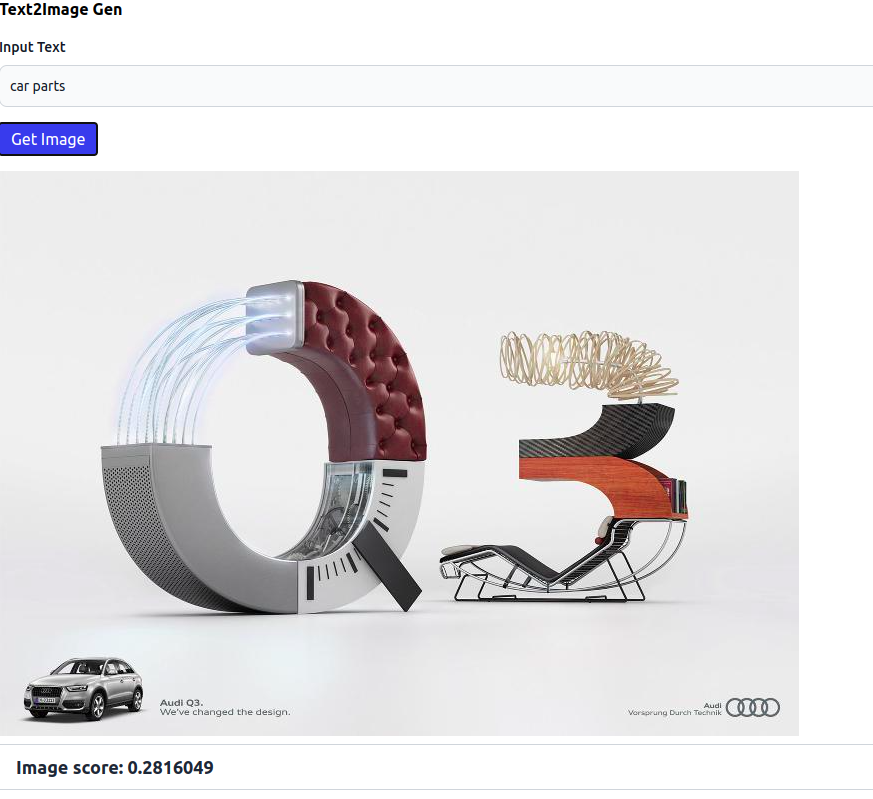 Text2Image Gen
Input Text
car parts
Get Image
Audi Q3.
We've changed the design.
Audi
Vorsprung Durch Technik
Image score: 0.2816049